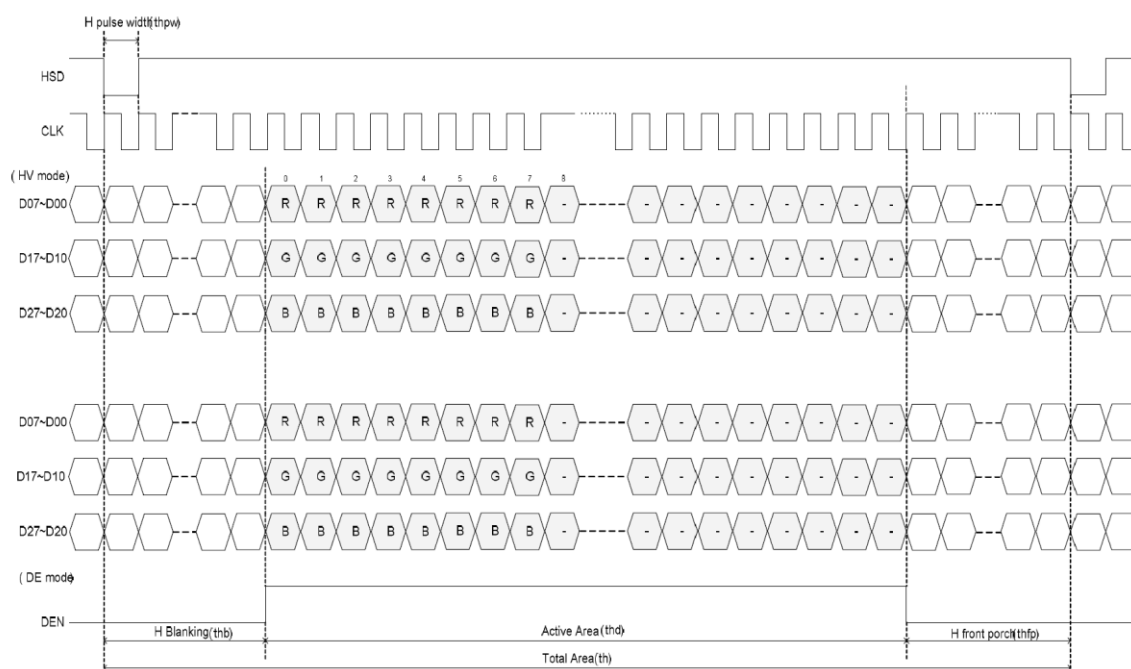 H pulse width(thpw)
HSD
CLK
( HV mode)
0 1 2 3 4 5 6 7 8
D07~D00 R R R R R R R R - - - - - - - - -
D17~D10 G G G G G G G G - - - - - - - - -
D27~D20 B B B B B B B B - - - - - - - - -
D07~D00 R R R R R R R R - - - - - - - - -
D17~D10 G G G G G G G G - - - - - - - - -
D27~D20 B B B B B B B B - - - - - - - - -
( DE mode)
DEN
H Blanking(thb) Active Area(thd) H front porch(thfp)
Total Area(th)